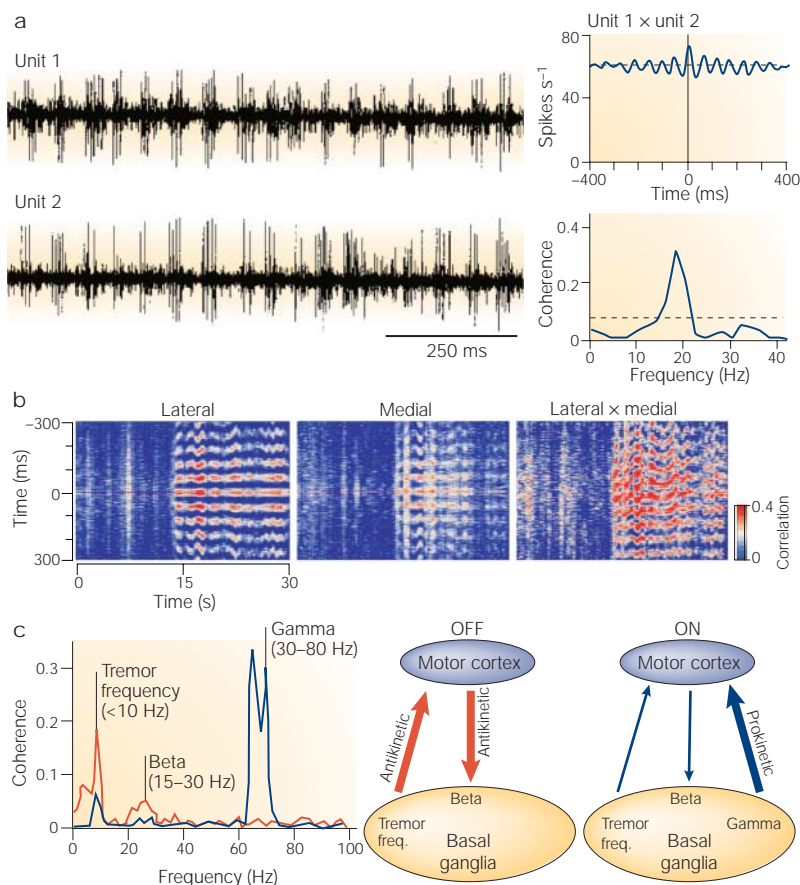 a
Unit 1
Unit 2
250 ms
Unit 1 × unit 2
Spikes s–1
80
60
0
–400
0
400
Time (ms)
Coherence
0.4
0.2
0
0
10
20
30
40
Frequency (Hz)
b
Lateral
Medial
Lateral × medial
Time (ms)
-300
0
300
0
15
30
Time (s)
0.4
0
Correlation
c
Coherence
0.3
0.2
0.1
0
0
20
40
60
80
100
Frequency (Hz)
Tremor
frequency
(<10 Hz)
Beta
(15–30 Hz)
Gamma
(30–80 Hz)
OFF
Motor cortex
Antikinetic
Antikinetic
Beta
Tremor
freq.
Basal
ganglia
ON
Motor cortex
Prokinetic
Beta
Tremor
freq.
Gamma
Basal
ganglia